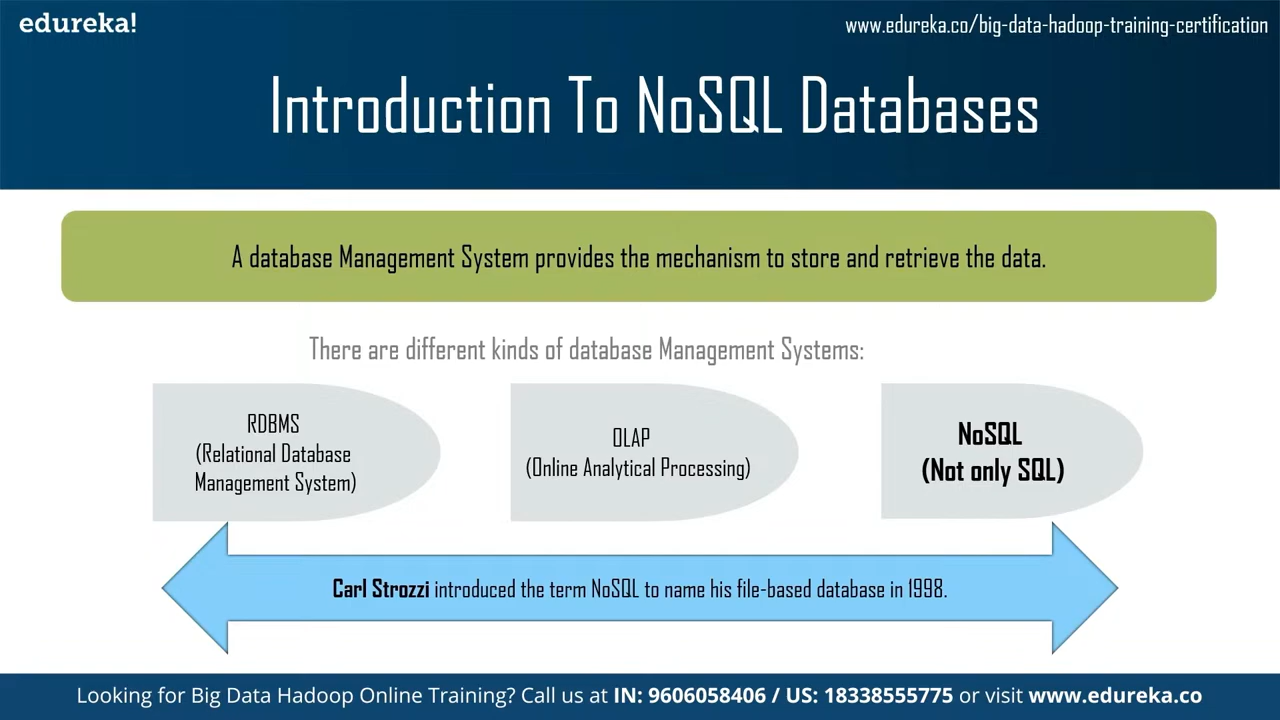 edureka!
www.edureka.co/big-data-hadoop-training-certification
Introduction To NoSQL Databases
A database Management System provides the mechanism to store and retrieve the data.
There are different kinds of database Management Systems:
RDBMS
(Relational Database
Management System)
OLAP
(Online Analytical Processing)
NoSQL
(Not only SQL)
Carl Strozzi introduced the term NoSQL to name his file-based database in 1998.
Looking for Big Data Hadoop Online Training? Call us at IN: 9606058406 / US: 18338555775 or visit www.edureka.co